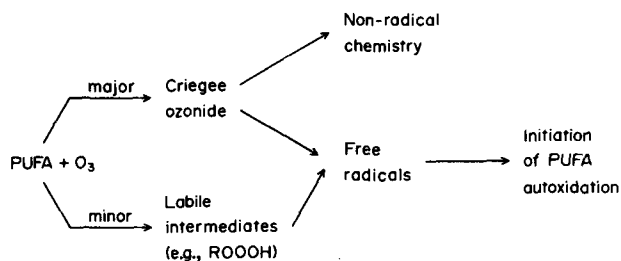 Non-radical
chemistry
major
Criegee
ozonide
PUFA + O₃
Free
radicals
Initiation
of PUFA
autoxidation
minor
Labile
intermediates
(e.g., ROOOH)